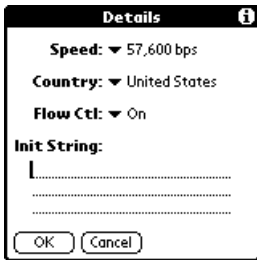 Details
Speed: 57,600 bps
Country: United States
Flow Ctl: On
Init String:
OK Cancel